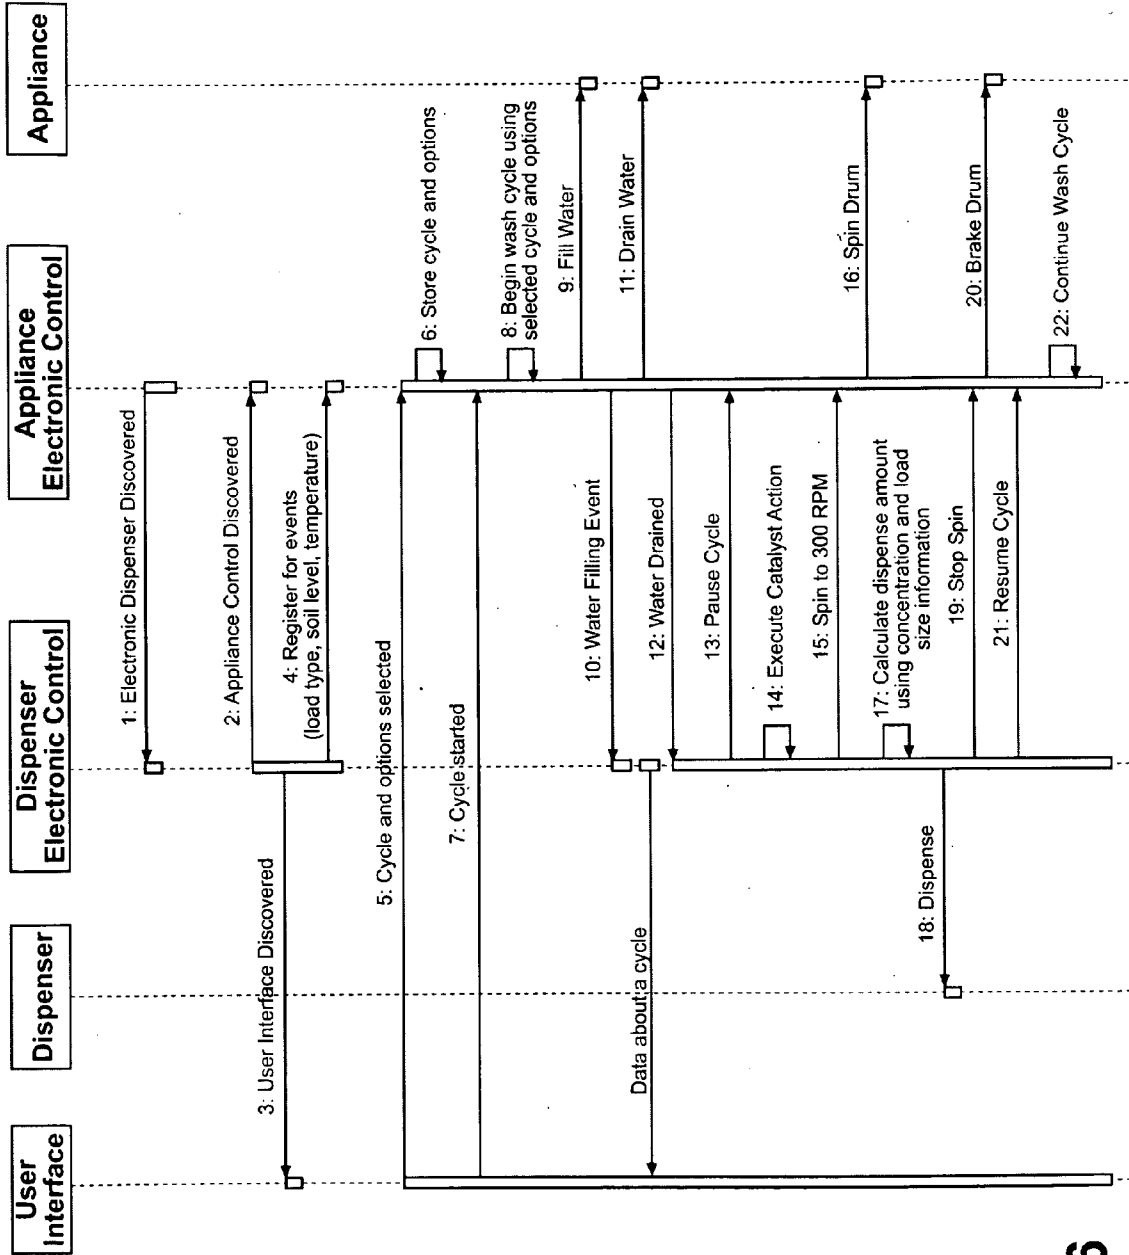 User
Interface
Dispenser
Dispenser
Electronic Control
Appliance
Electronic Control
Appliance
1: Electronic Dispenser Discovered
2: Appliance Control Discovered
3: User Interface Discovered
4: Register for events
(load type, soil level, temperature)
5: Cycle and options selected
6: Store cycle and options
7: Cycle started
8: Begin wash cycle using
selected cycle and options
9: Fill Water
10: Water Filling Event
11: Drain Water
Data about a cycle
12: Water Drained
13: Pause Cycle
14: Execute Catalyst Action
15: Spin to 300 RPM
16: Spin Drum
17: Calculate dispense amount
using concentration and load
size information
18: Dispense
19: Stop Spin
20: Brake Drum
21: Resume Cycle
22: Continue Wash Cycle